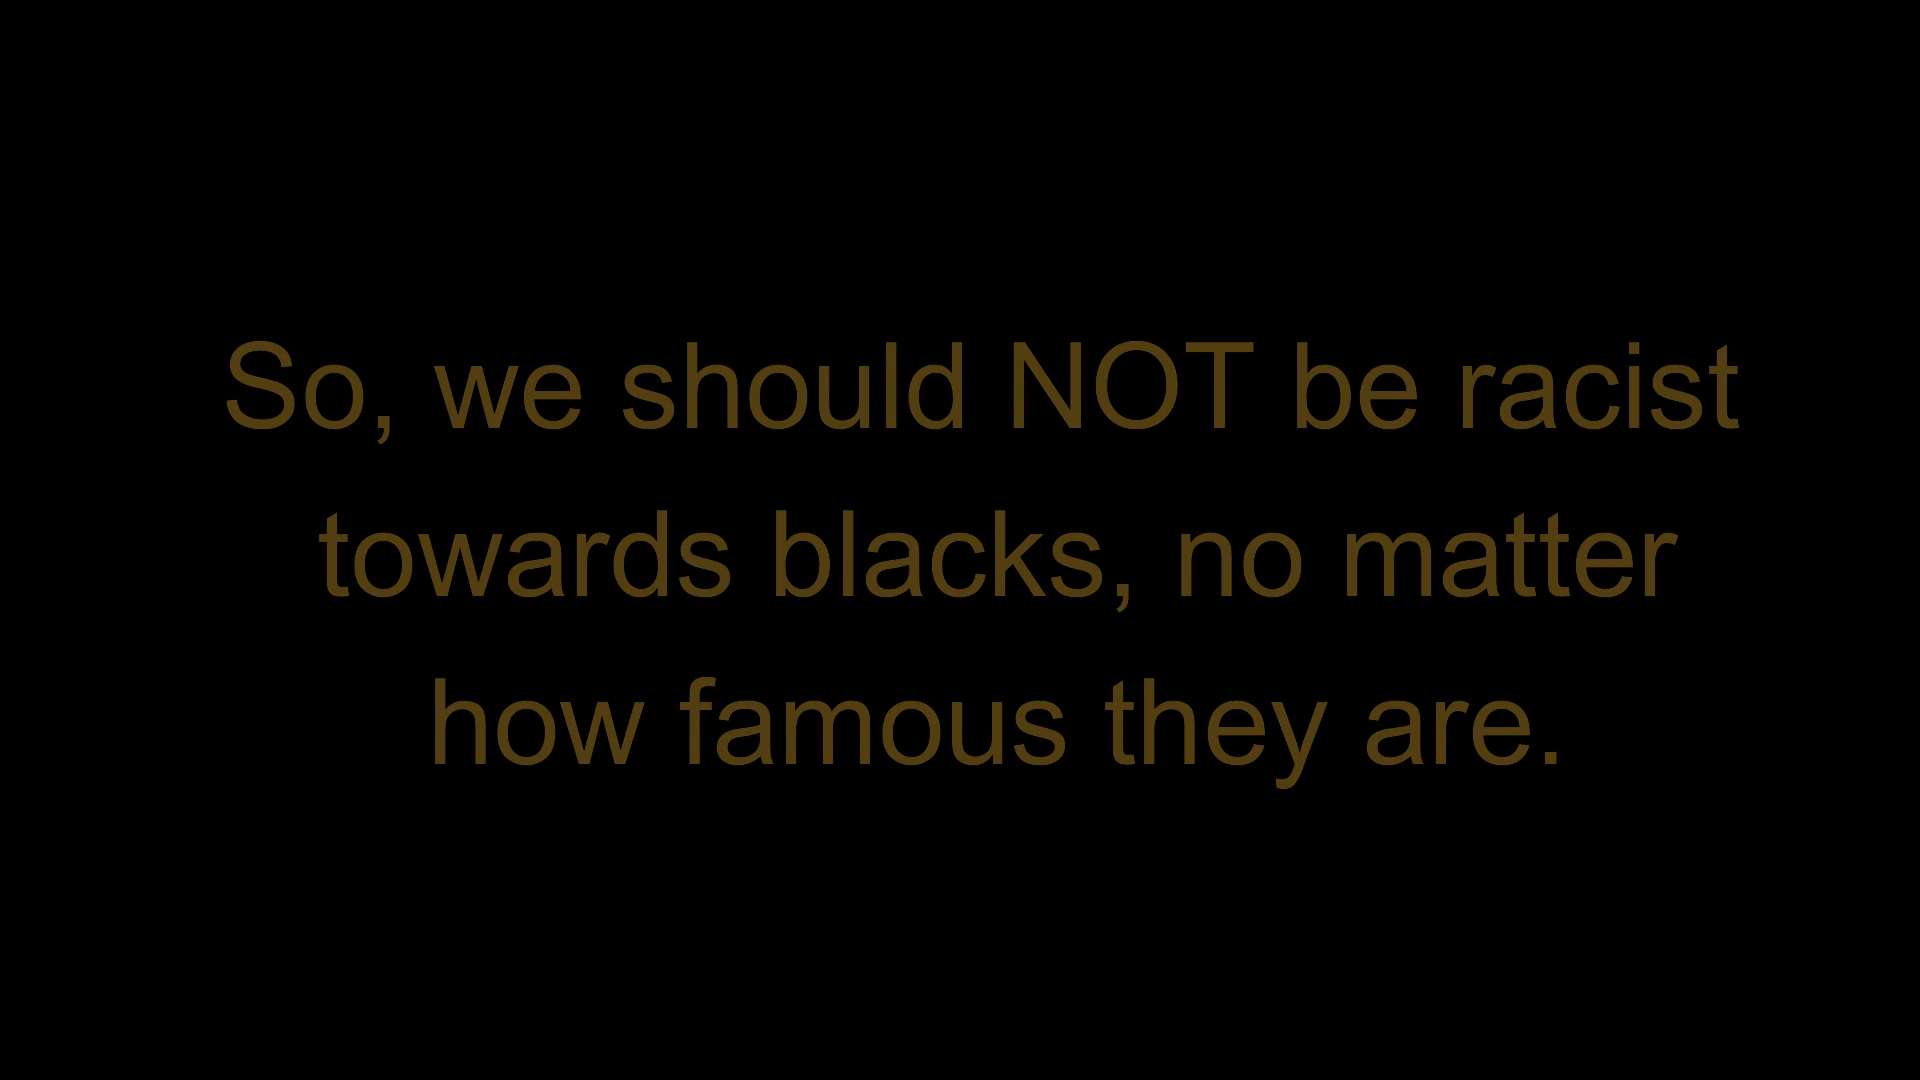 So, we should NOT be racist
towards blacks, no matter
how famous they are.